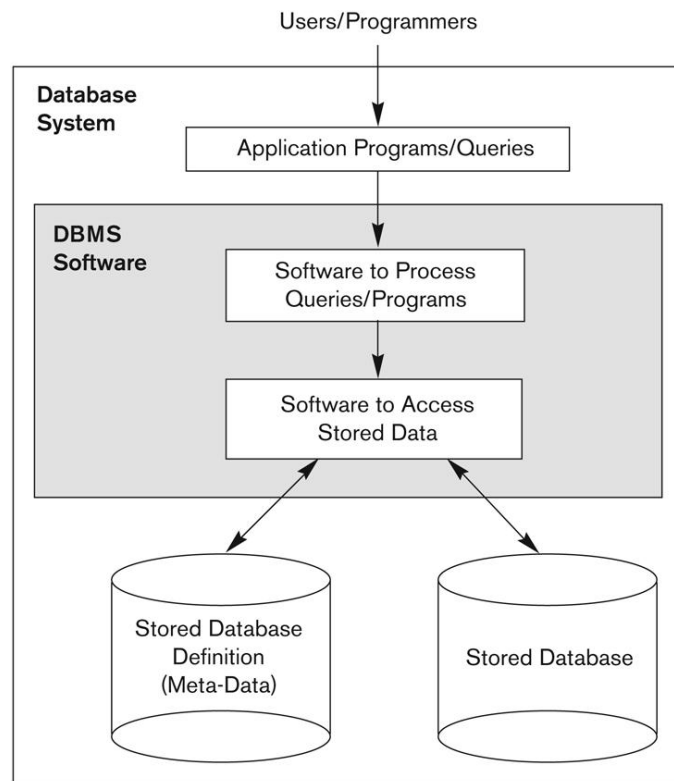 Users/Programmers
Database
System
Application Programs/Queries
DBMS
Software
Software to Process
Queries/Programs
Software to Access
Stored Data
Stored Database
Definition
(Meta-Data)
Stored Database